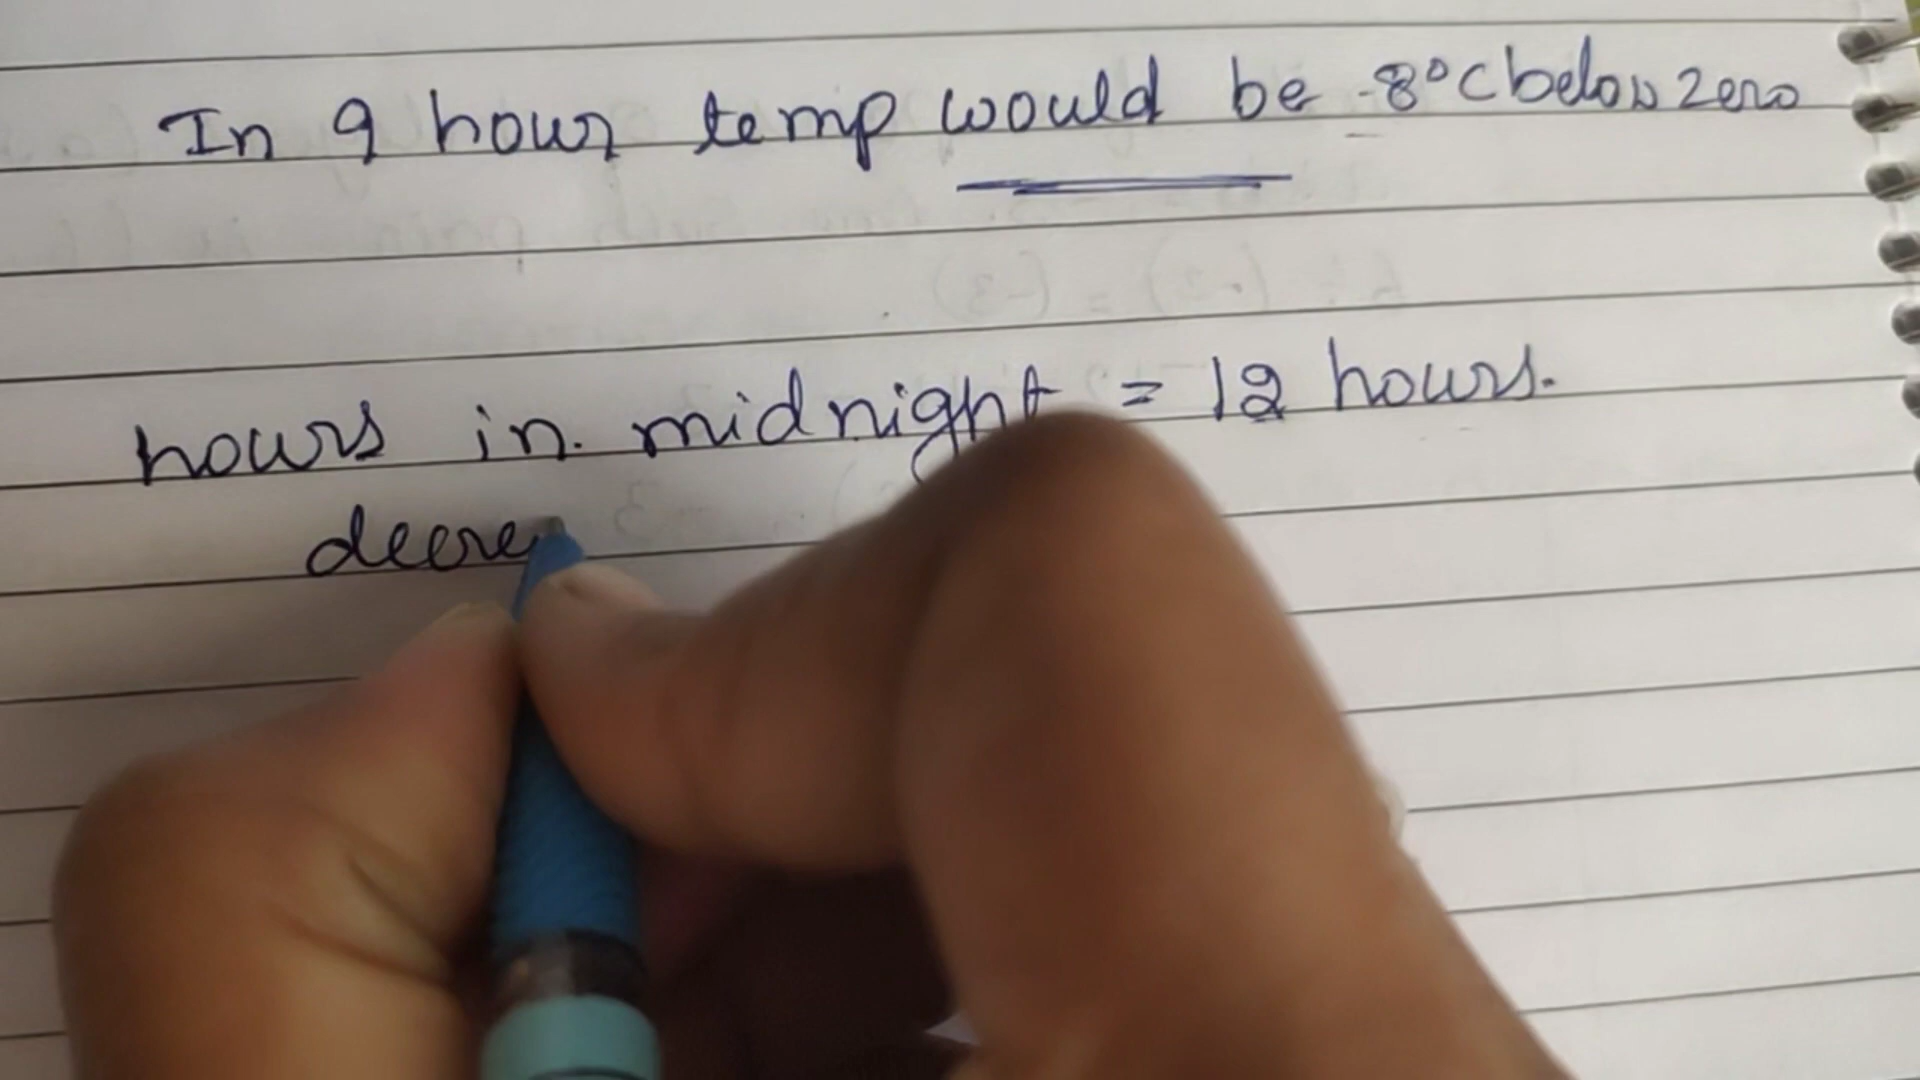 In 9 hour temp would be -8°C below zero
hours in midnight = 12 hours.
decre